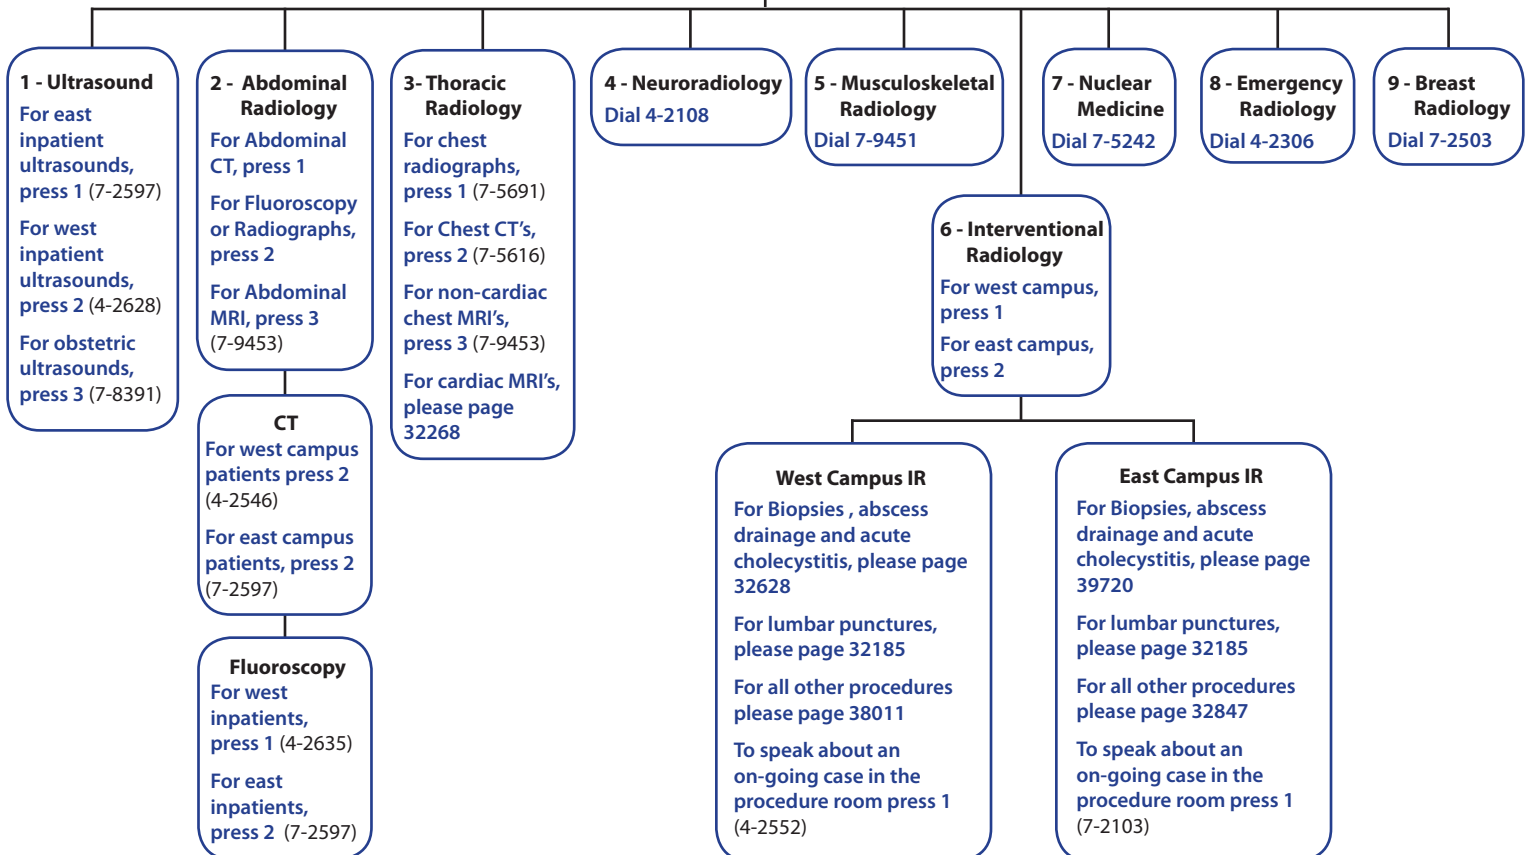 1 - Ultrasound
For east
inpatient
ultrasounds,
press 1 (7-2597)
For west
inpatient
ultrasounds,
press 2 (4-2628)
For obstetric
ultrasounds,
press 3 (7-8391)
2 - Abdominal
Radiology
For Abdominal
CT, press 1
For Fluoroscopy
or Radiographs,
press 2
For Abdominal
MRI, press 3
(7-9453)
CT
For west campus
patients press 2
(4-2546)
For east campus
patients, press 2
(7-2597)
Fluoroscopy
For west
inpatients,
press 1 (4-2635)
For east
inpatients,
press 2 (7-2597)
3- Thoracic
Radiology
For chest
radiographs,
press 1 (7-5691)
For Chest CT's,
press 2 (7-5616)
For non-cardiac
chest MRI's,
press 3 (7-9453)
For cardiac MRI's,
please page
32268
4 - Neuroradiology
Dial 4-2108
5 - Musculoskeletal
Radiology
Dial 7-9451
6 - Interventional
Radiology
For west campus,
press 1
For east campus,
press 2
West Campus IR
For Biopsies , abscess
drainage and acute
cholecystitis, please page
32628
For lumbar punctures,
please page 32185
For all other procedures
please page 38011
To speak about an
on-going case in the
procedure room press 1
(4-2552)
East Campus IR
For Biopsies, abscess
drainage and acute
cholecystitis, please page
39720
For lumbar punctures,
please page 32185
For all other procedures
please page 32847
To speak about an
on-going case in the
procedure room press 1
(7-2103)
7 - Nuclear
Medicine
Dial 7-5242
8 - Emergency
Radiology
Dial 4-2306
9 - Breast
Radiology
Dial 7-2503